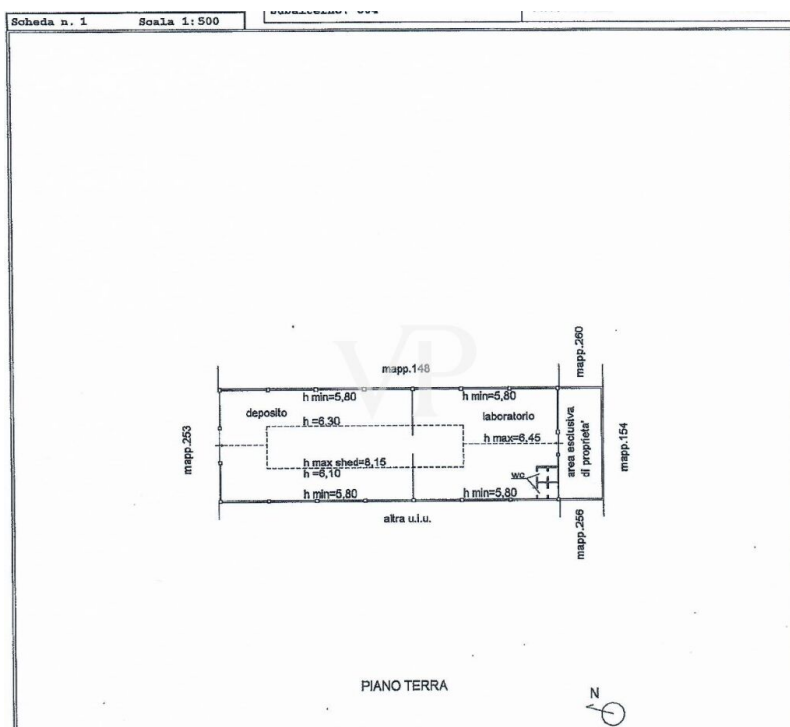 Scheda n. 1 Scala 1:500
mapp.260
mapp.148
VP
h min=5,80 h min=5,80
deposito laboratorio
h =6,30
h max=6,45
mapp.253
area esclusiva
di proprieta'
mapp.154
h max shed=8,15
h =6,10
wc
h min=5,80 h min=5,80
altra u.i.u.
mapp.256
PIANO TERRA
N